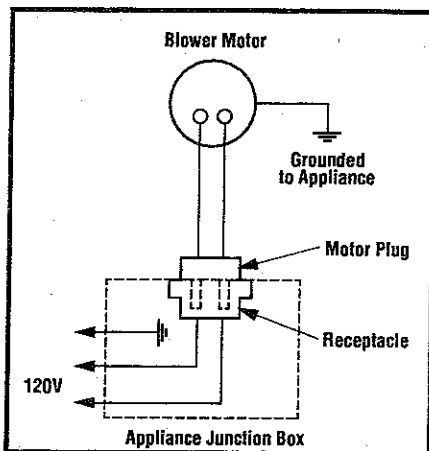 Blower Motor
Grounded
to Appliance
Motor Plug
Receptacle
120V
Appliance Junction Box